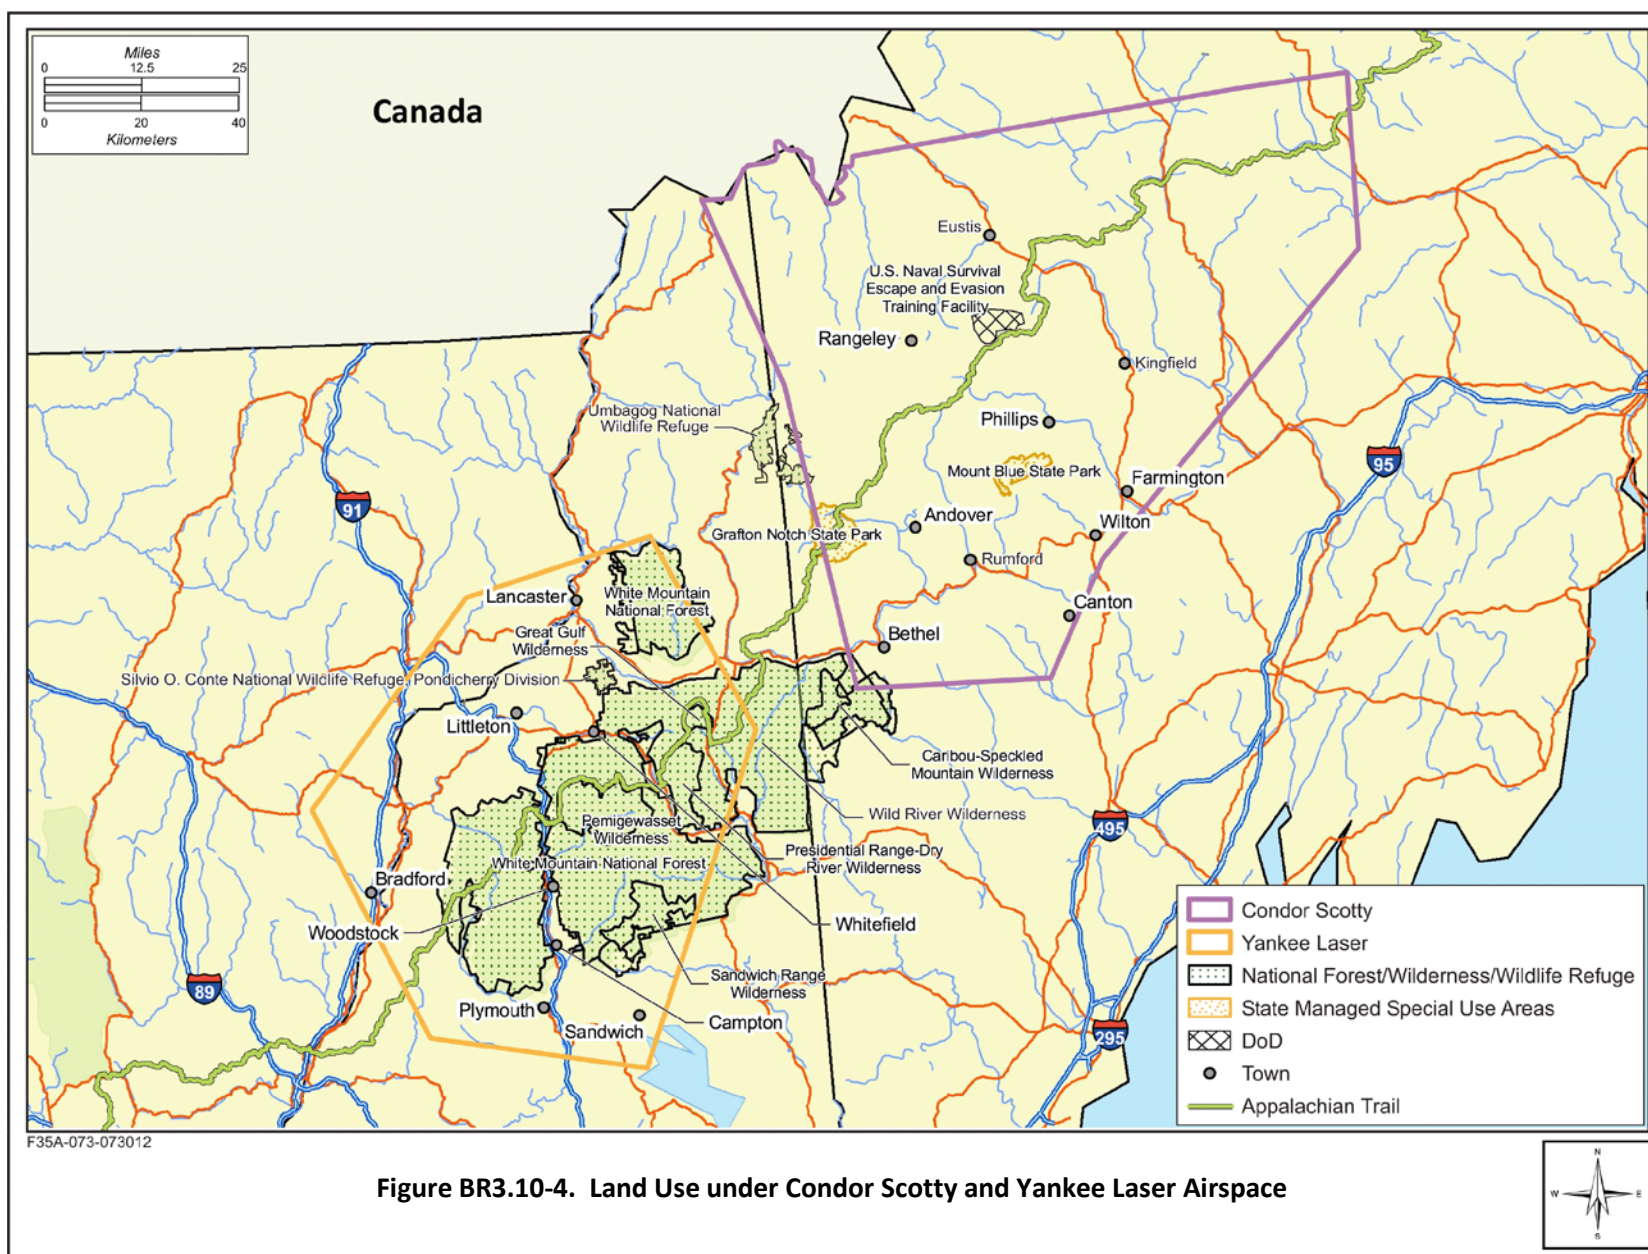 Miles
0 12.5 25
0 20 40
Kilometers
Canada
Eustis
U.S. Naval Survival
Escape and Evasion
Training Facility
Rangeley
Kingfield
Umbagog National
Wildlife Refuge
Phillips
Mount Blue State Park
95
Farmington
91
Andover
Wilton
Grafton Notch State Park
Rumford
Lancaster
White Mountain
National Forest
Canton
Great Gulf
Wilderness
Bethel
Silvio O. Conte National Wildlife Refuge, Pondicherry Division
Littleton
Caribou-Speckled
Mountain Wilderness
Wild River Wilderness
Pemigewasset
Wilderness
495
White Mountain National Forest
Presidential Range-Dry
River Wilderness
Bradford
Whitefield
Woodstock
Sandwich Range
Wilderness
89
Plymouth
Sandwich
Campton
295
Condor Scotty
Yankee Laser
National Forest/Wilderness/Wildlife Refuge
State Managed Special Use Areas
DoD
Town
Appalachian Trail
F35A-073-073012
N
W E
S
Figure BR3.10-4. Land Use under Condor Scotty and Yankee Laser Airspace